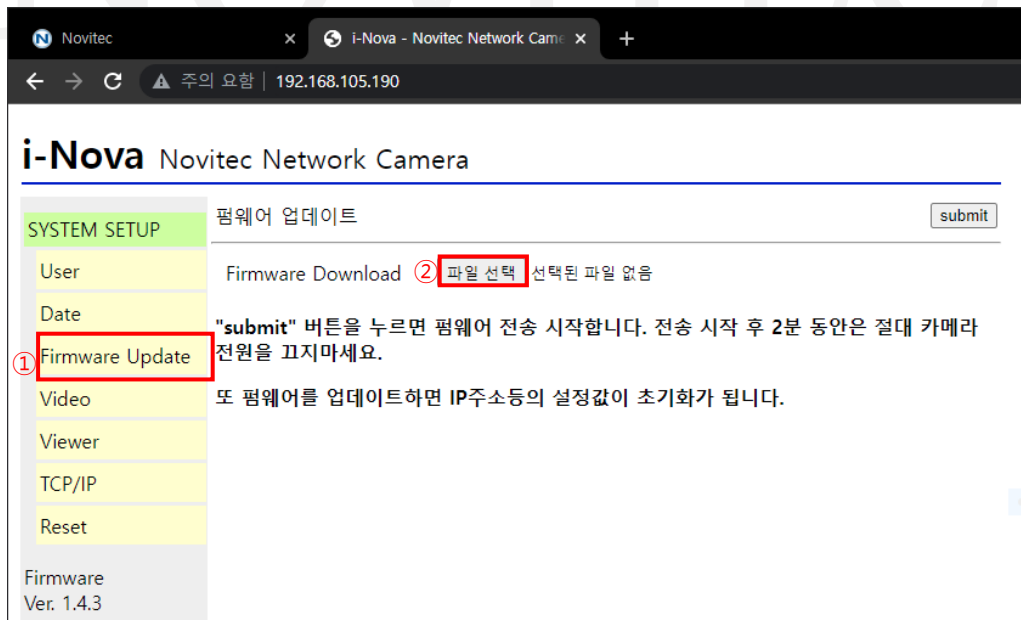 Novitec
i-Nova - Novitec Network Came
주의 요함 192.168.105.190
i-Nova Novitec Network Camera
SYSTEM SETUP
User
Date
① Firmware Update
Video
Viewer
TCP/IP
Reset
Firmware
Ver. 1.4.3
펌웨어 업데이트 submit
Firmware Download ② 파일 선택 선택된 파일 없음
"submit" 버튼을 누르면 펌웨어 전송 시작합니다. 전송 시작 후 2분 동안은 절대 카메라
전원을 끄지마세요.
또 펌웨어를 업데이트하면 IP주소등의 설정값이 초기화가 됩니다.